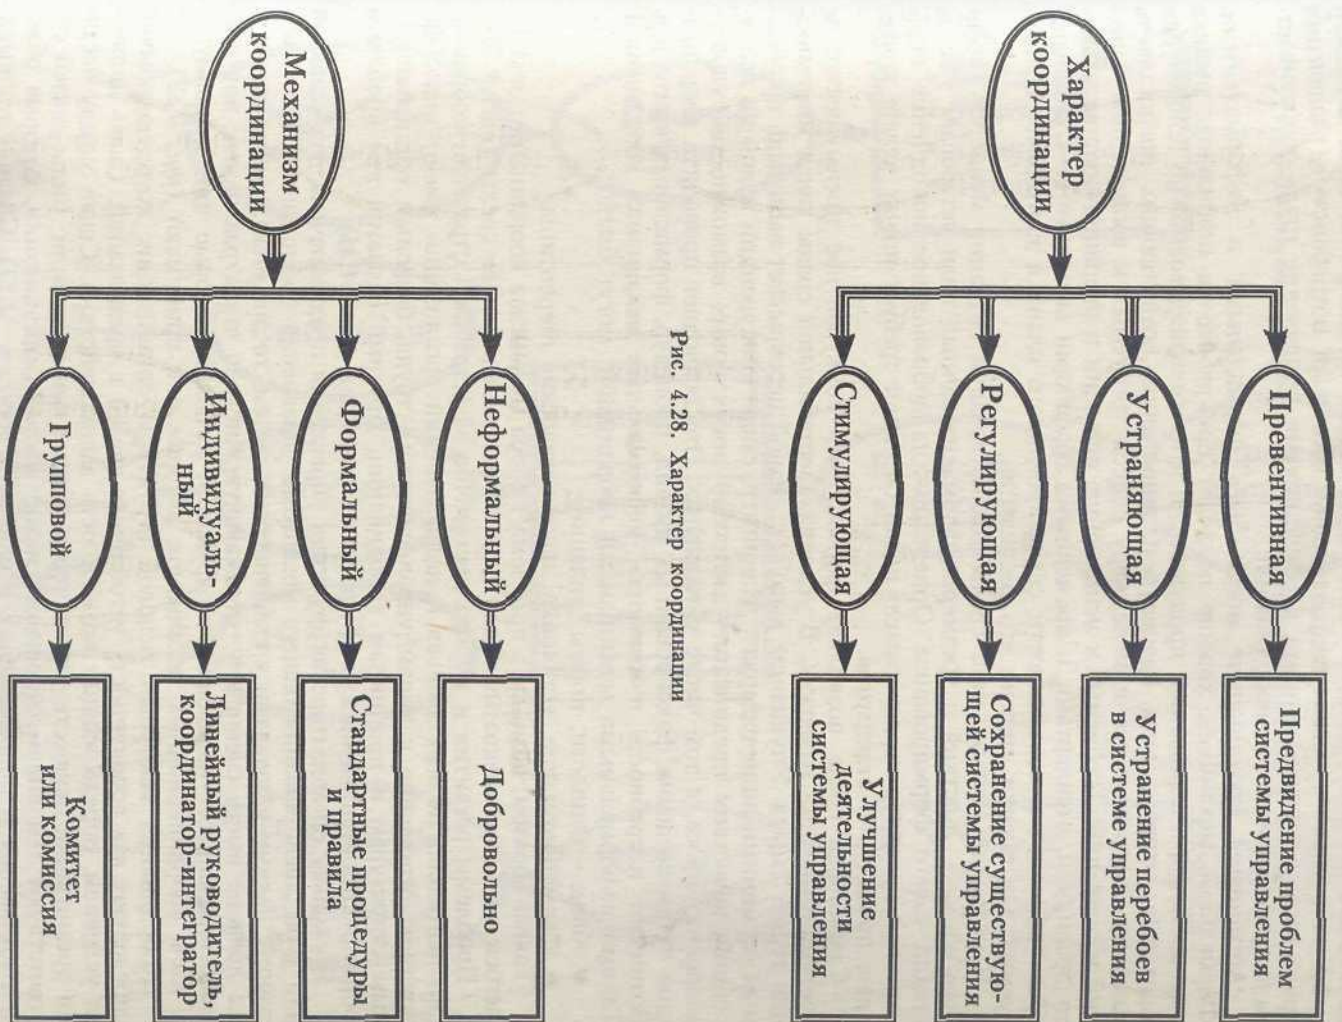 Характер
координации
Превентивная
Предвидение проблем
системы управления
Устраняющая
Устранение перебоев
в системе управления
Регулирующая
Сохранение существую-
щей системы управления
Стимулирующая
Улучшение
деятельности
системы управления
Рис. 4.28. Характер координации
Механизм
координации
Неформальный
Добровольно
Формальный
Стандартные процедуры
и правила
Индивидуаль-
ный
Линейный руководитель,
координатор-интегратор
Групповой
Комитет
или комиссия